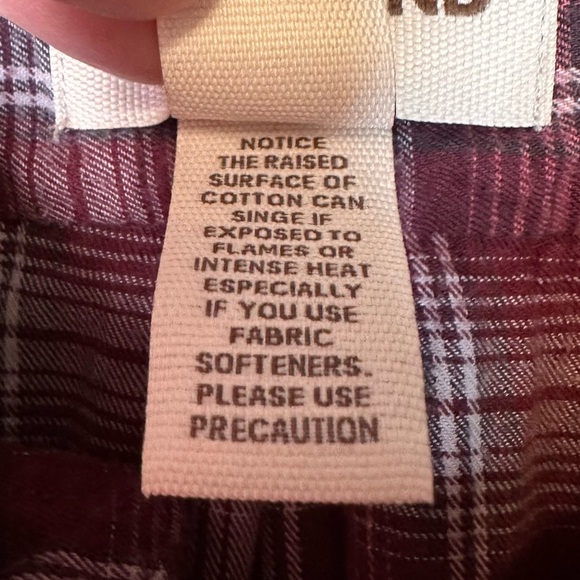 NOTICE
THE RAISED
SURFACE OF
COTTON CAN
SINGE IF
EXPOSED TO
FLAMES OR
INTENSE HEAT
ESPECIALLY
IF YOU USE
FABRIC
SOFTENERS.
PLEASE USE
PRECAUTION